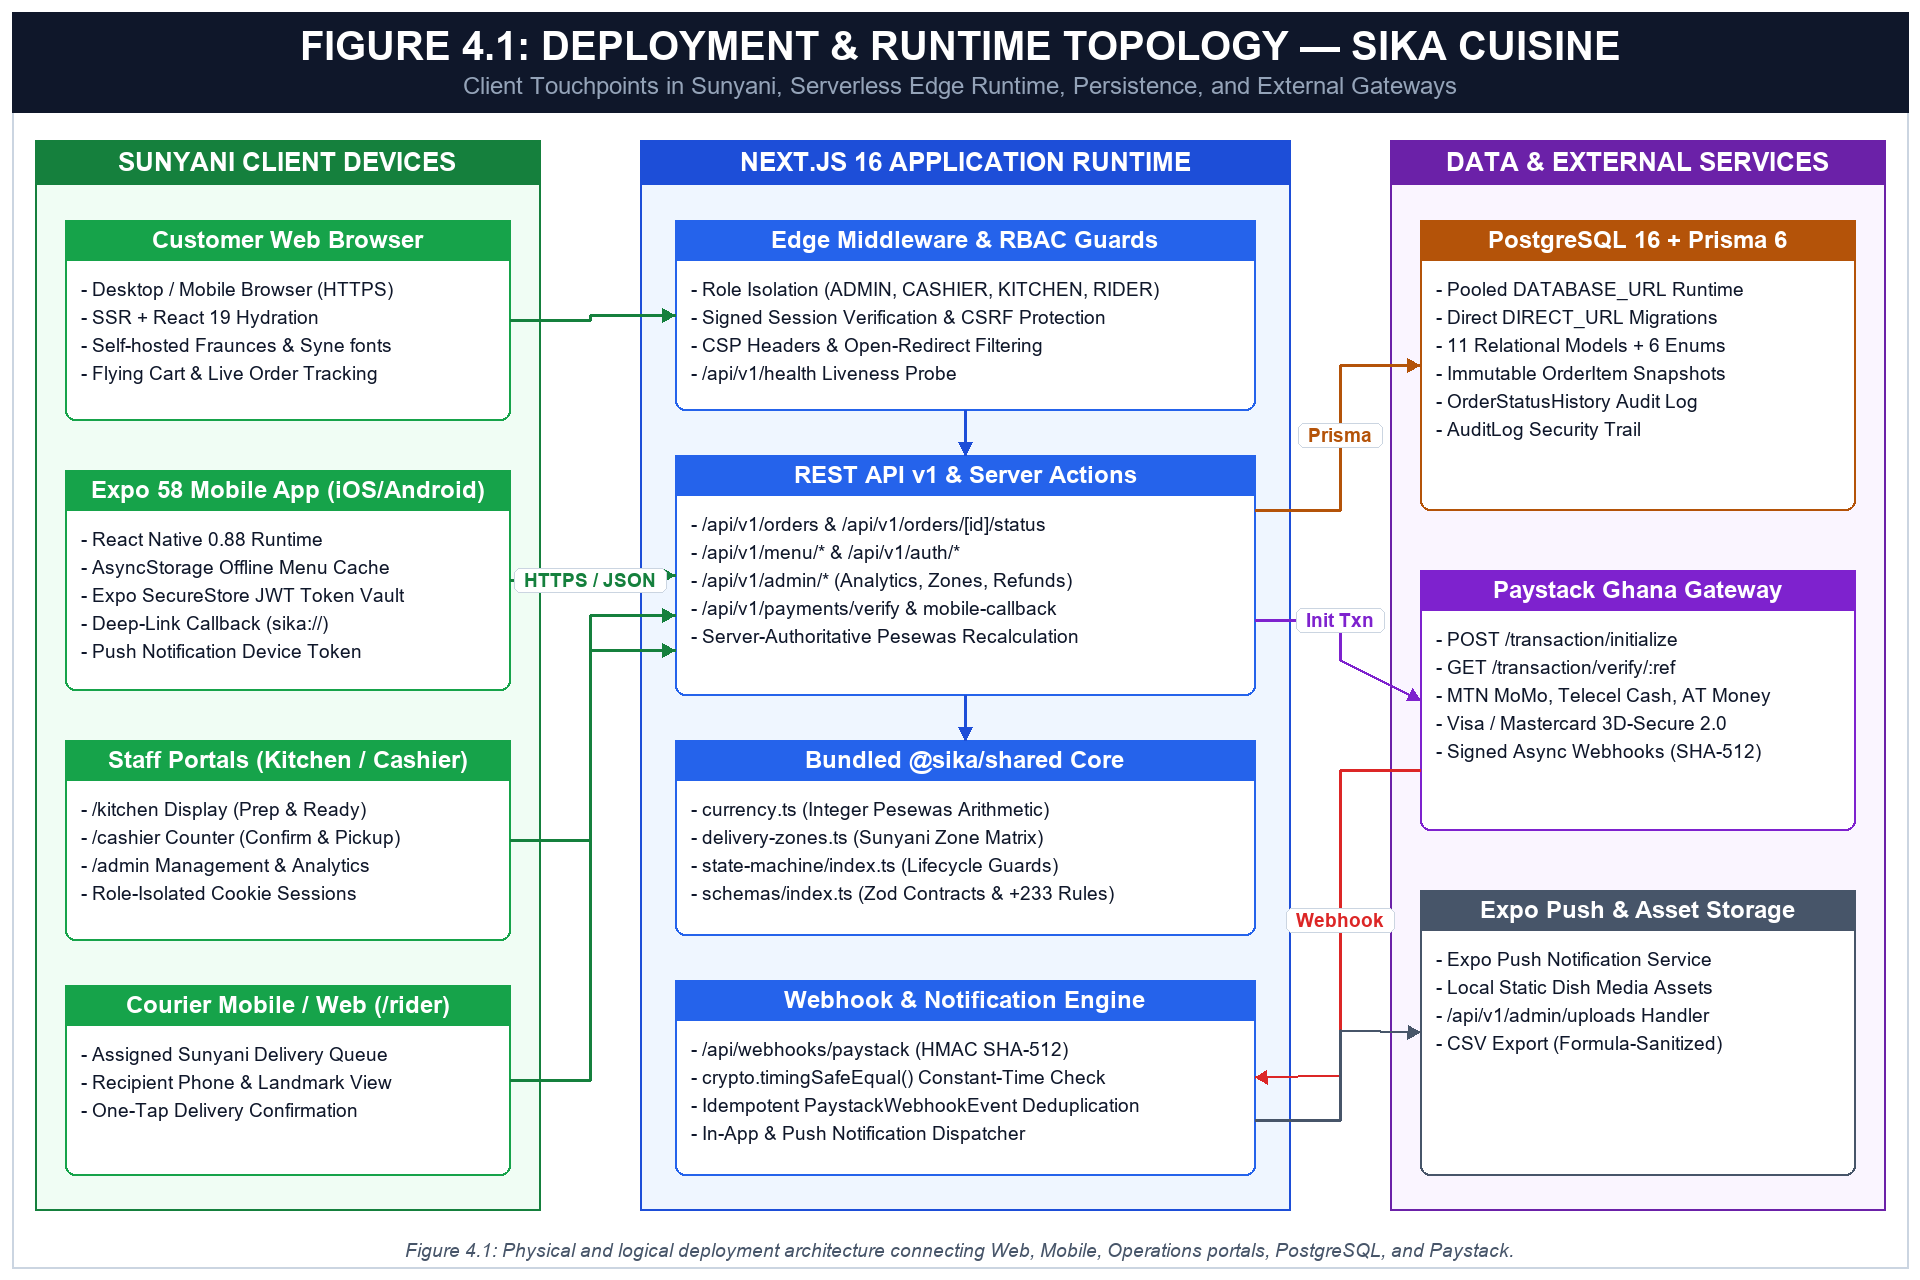 FIGURE 4.1: DEPLOYMENT & RUNTIME TOPOLOGY — SIKA CUISINE
Client Touchpoints in Sunyani, Serverless Edge Runtime, Persistence, and External Gateways
SUNYANI CLIENT DEVICES
Customer Web Browser
- Desktop / Mobile Browser (HTTPS)
- SSR + React 19 Hydration
- Self-hosted Fraunces & Syne fonts
- Flying Cart & Live Order Tracking
Expo 58 Mobile App (iOS/Android)
- React Native 0.88 Runtime
- AsyncStorage Offline Menu Cache
- Expo SecureStore JWT Token Vault
- Deep-Link Callback (sika://)
- Push Notification Device Token
Staff Portals (Kitchen / Cashier)
- /kitchen Display (Prep & Ready)
- /cashier Counter (Confirm & Pickup)
- /admin Management & Analytics
- Role-Isolated Cookie Sessions
Courier Mobile / Web (/rider)
- Assigned Sunyani Delivery Queue
- Recipient Phone & Landmark View
- One-Tap Delivery Confirmation
HTTPS / JSON
NEXT.JS 16 APPLICATION RUNTIME
Edge Middleware & RBAC Guards
- Role Isolation (ADMIN, CASHIER, KITCHEN, RIDER)
- Signed Session Verification & CSRF Protection
- CSP Headers & Open-Redirect Filtering
- /api/v1/health Liveness Probe
REST API v1 & Server Actions
- /api/v1/orders & /api/v1/orders/[id]/status
- /api/v1/menu/* & /api/v1/auth/*
- /api/v1/admin/* (Analytics, Zones, Refunds)
- /api/v1/payments/verify & mobile-callback
- Server-Authoritative Pesewas Recalculation
Bundled @sika/shared Core
- currency.ts (Integer Pesewas Arithmetic)
- delivery-zones.ts (Sunyani Zone Matrix)
- state-machine/index.ts (Lifecycle Guards)
- schemas/index.ts (Zod Contracts & +233 Rules)
Webhook & Notification Engine
- /api/webhooks/paystack (HMAC SHA-512)
- crypto.timingSafeEqual() Constant-Time Check
- Idempotent PaystackWebhookEvent Deduplication
- In-App & Push Notification Dispatcher
Prisma
Init Txn
Webhook
DATA & EXTERNAL SERVICES
PostgreSQL 16 + Prisma 6
- Pooled DATABASE_URL Runtime
- Direct DIRECT_URL Migrations
- 11 Relational Models + 6 Enums
- Immutable OrderItem Snapshots
- OrderStatusHistory Audit Log
- AuditLog Security Trail
Paystack Ghana Gateway
- POST /transaction/initialize
- GET /transaction/verify/:ref
- MTN MoMo, Telecel Cash, AT Money
- Visa / Mastercard 3D-Secure 2.0
- Signed Async Webhooks (SHA-512)
Expo Push & Asset Storage
- Expo Push Notification Service
- Local Static Dish Media Assets
- /api/v1/admin/uploads Handler
- CSV Export (Formula-Sanitized)
Figure 4.1: Physical and logical deployment architecture connecting Web, Mobile, Operations portals, PostgreSQL, and Paystack.